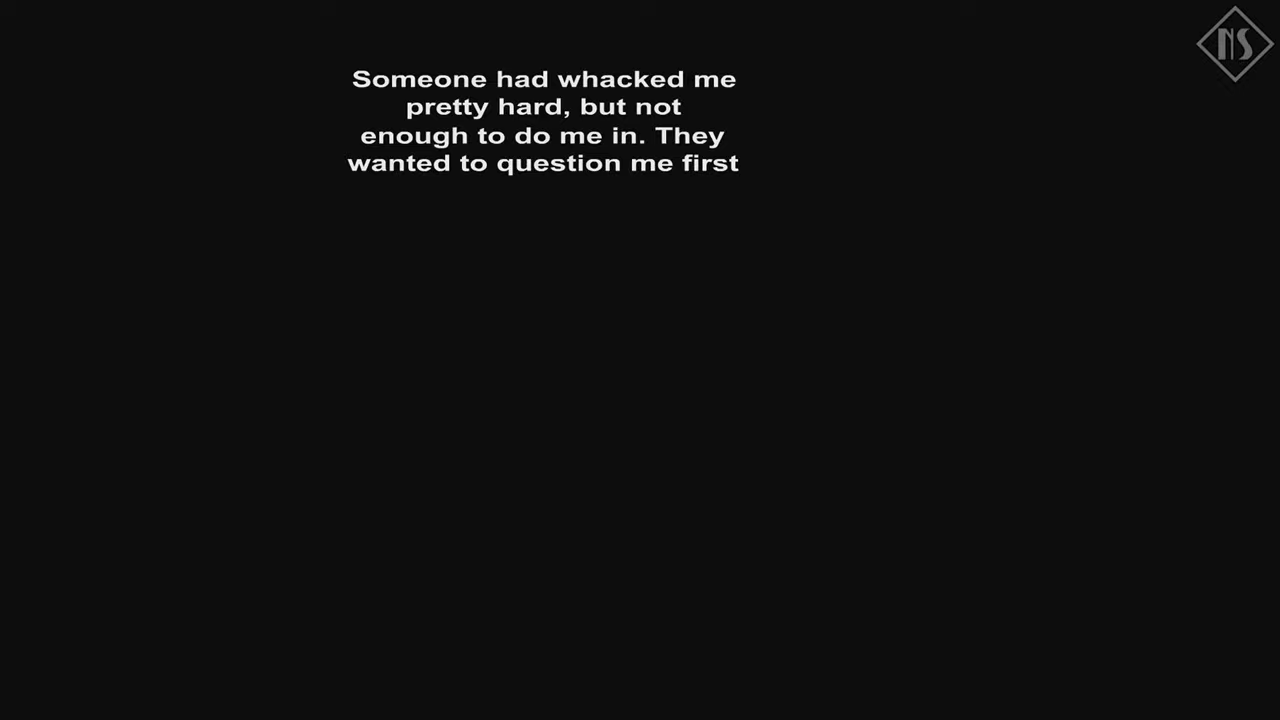 NS
Someone had whacked me
pretty hard, but not
enough to do me in. They
wanted to question me first